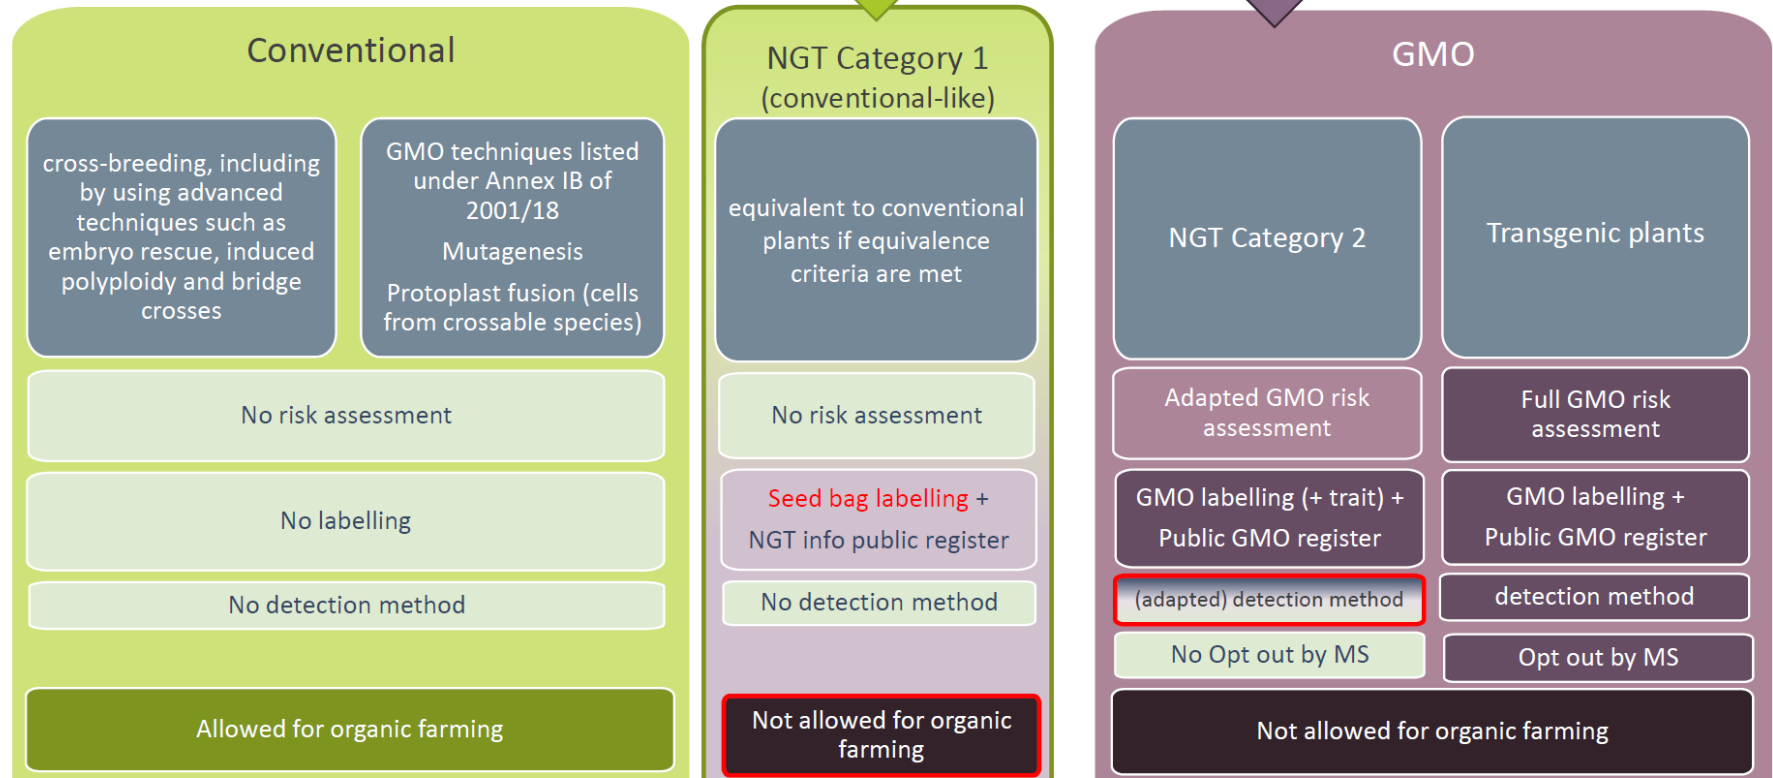 Conventional
cross-breeding, including
by using advanced
techniques such as
embryo rescue, induced
polyploidy and bridge
crosses
GMO techniques listed
under Annex IB of
2001/18
Mutagenesis
Protoplast fusion (cells
from crossable species)
No risk assessment
No labelling
No detection method
Allowed for organic farming
NGT Category 1
(conventional-like)
equivalent to conventional
plants if equivalence
criteria are met
No risk assessment
Seed bag labelling +
NGT info public register
No detection method
Not allowed for organic
farming
GMO
NGT Category 2
Transgenic plants
Adapted GMO risk
assessment
Full GMO risk
assessment
GMO labelling (+ trait) +
Public GMO register
GMO labelling +
Public GMO register
(adapted) detection method
detection method
No Opt out by MS
Opt out by MS
Not allowed for organic farming